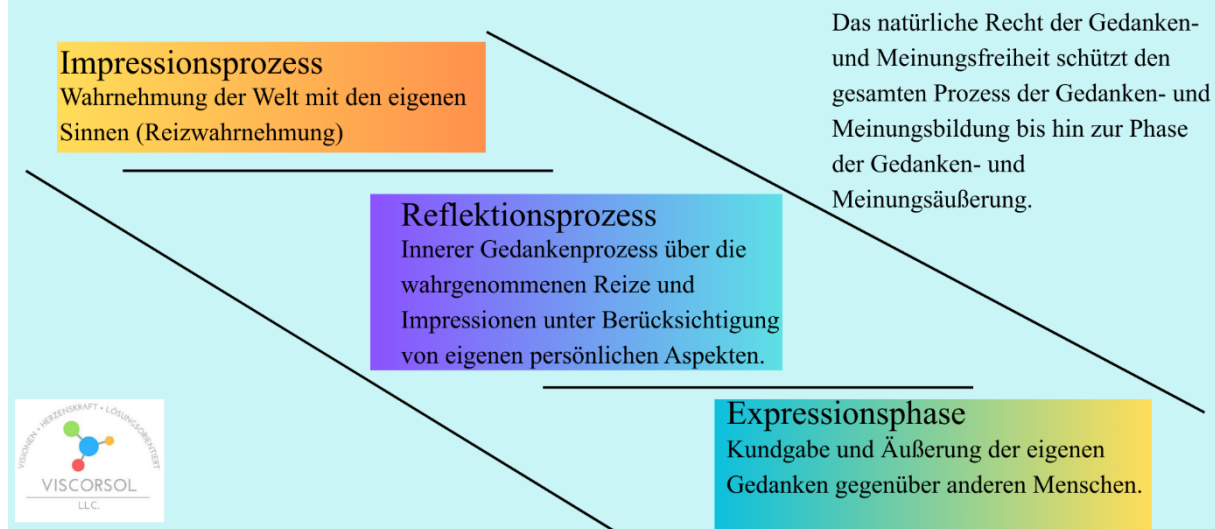 Das natürliche Recht der Gedanken-
und Meinungsfreiheit schützt den
gesamten Prozess der Gedanken- und
Meinungsbildung bis hin zur Phase
der Gedanken- und
Meinungsäußerung.
Impressionsprozess
Wahrnehmung der Welt mit den eigenen
Sinnen (Reizwahrnehmung)
Reflektionsprozess
Innerer Gedankenprozess über die
wahrgenommenen Reize und
Impressionen unter Berücksichtigung
von eigenen persönlichen Aspekten.
Expressionsphase
Kundgabe und Äußerung der eigenen
Gedanken gegenüber anderen Menschen.
VISIONEN • HERZENSKRAFT • LÖSUNGSORIENTIERT
VISCORSOL
LLC.